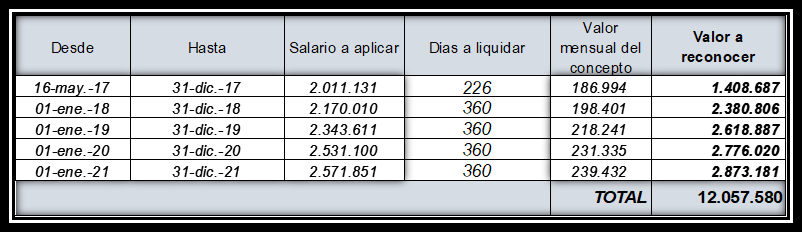 Desde Hasta Salario a aplicar Dias a liquidar Valor mensual del concepto Valor a reconocer
16-may.-17 31-dic.-17 2.011.131 226 186.994 1.408.687
01-ene.-18 31-dic.-18 2.170.010 360 198.401 2.380.806
01-ene.-19 31-dic.-19 2.343.611 360 218.241 2.618.887
01-ene.-20 31-dic.-20 2.531.100 360 231.335 2.776.020
01-ene.-21 31-dic.-21 2.571.851 360 239.432 2.873.181
TOTAL 12.057.580